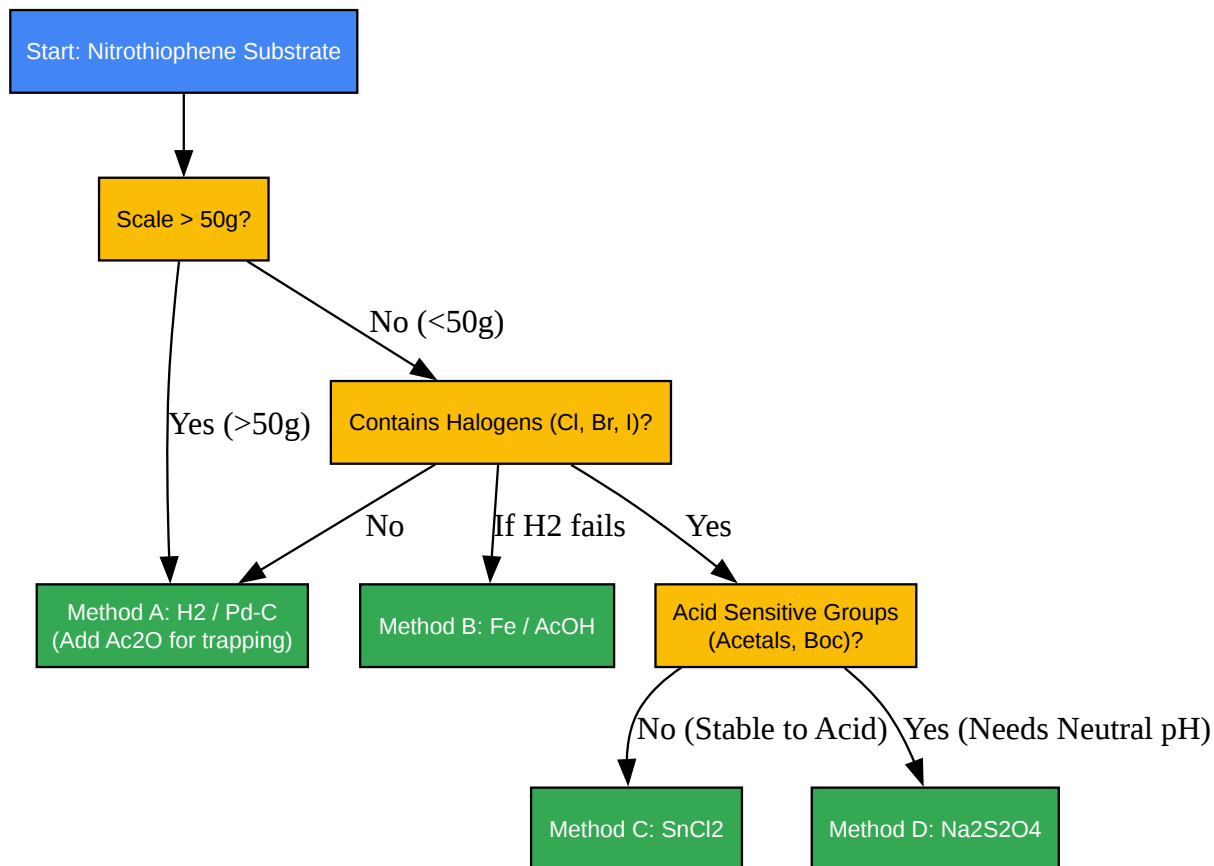 Start: Nitrothiophene Substrate
Scale > 50g?
No (<50g)
Yes (>50g)
Contains Halogens (Cl, Br, I)?
No
If H2 fails
Yes
Method A: H2 / Pd-C
(Add Ac2O for trapping)
Method B: Fe / AcOH
Acid Sensitive Groups
(Acetals, Boc)?
No (Stable to Acid)
Yes (Needs Neutral pH)
Method C: SnCl2
Method D: Na2S2O4